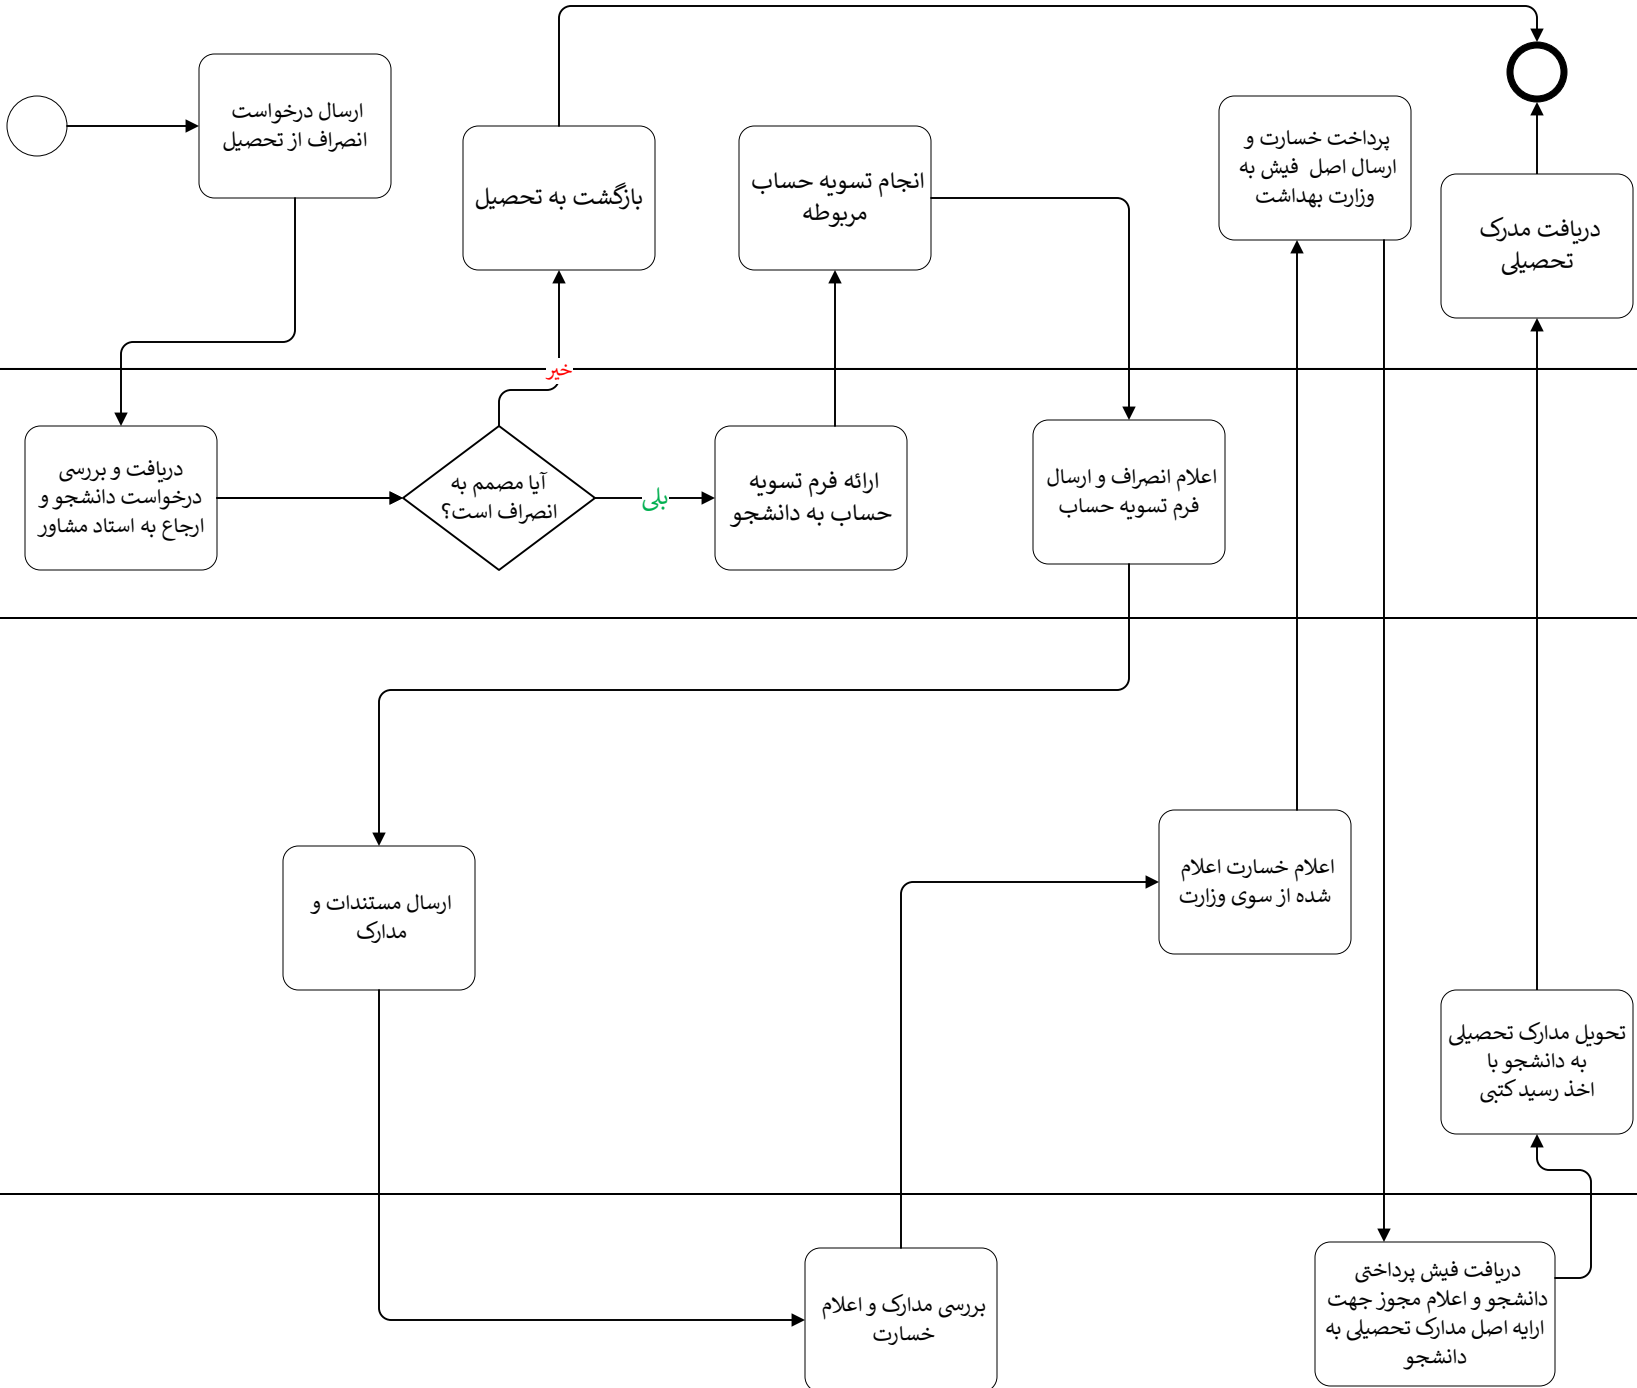 ارسال درخواست
انصراف از تحصیل
بازگشت به تحصیل
انجام تسویه حساب
مربوطه
پرداخت خسارت و
ارسال اصل فیش به
وزارت بهداشت
دریافت مدرک
تحصیلی
خیر
دریافت و بررسی
درخواست دانشجو و
ارجاع به استاد مشاور
آیا مصمم به
انصراف است؟
بلی
ارائه فرم تسویه
حساب به دانشجو
اعلام انصراف و ارسال
فرم تسویه حساب
ارسال مستندات و
مدارک
اعلام خسارت اعلام
شده از سوی وزارت
تحویل مدارک تحصیلی
به دانشجو با
اخذ رسید کتبی
بررسی مدارک و اعلام
خسارت
دریافت فیش پرداختی
دانشجو و اعلام مجوز جهت
ارایه اصل مدارک تحصیلی به
دانشجو